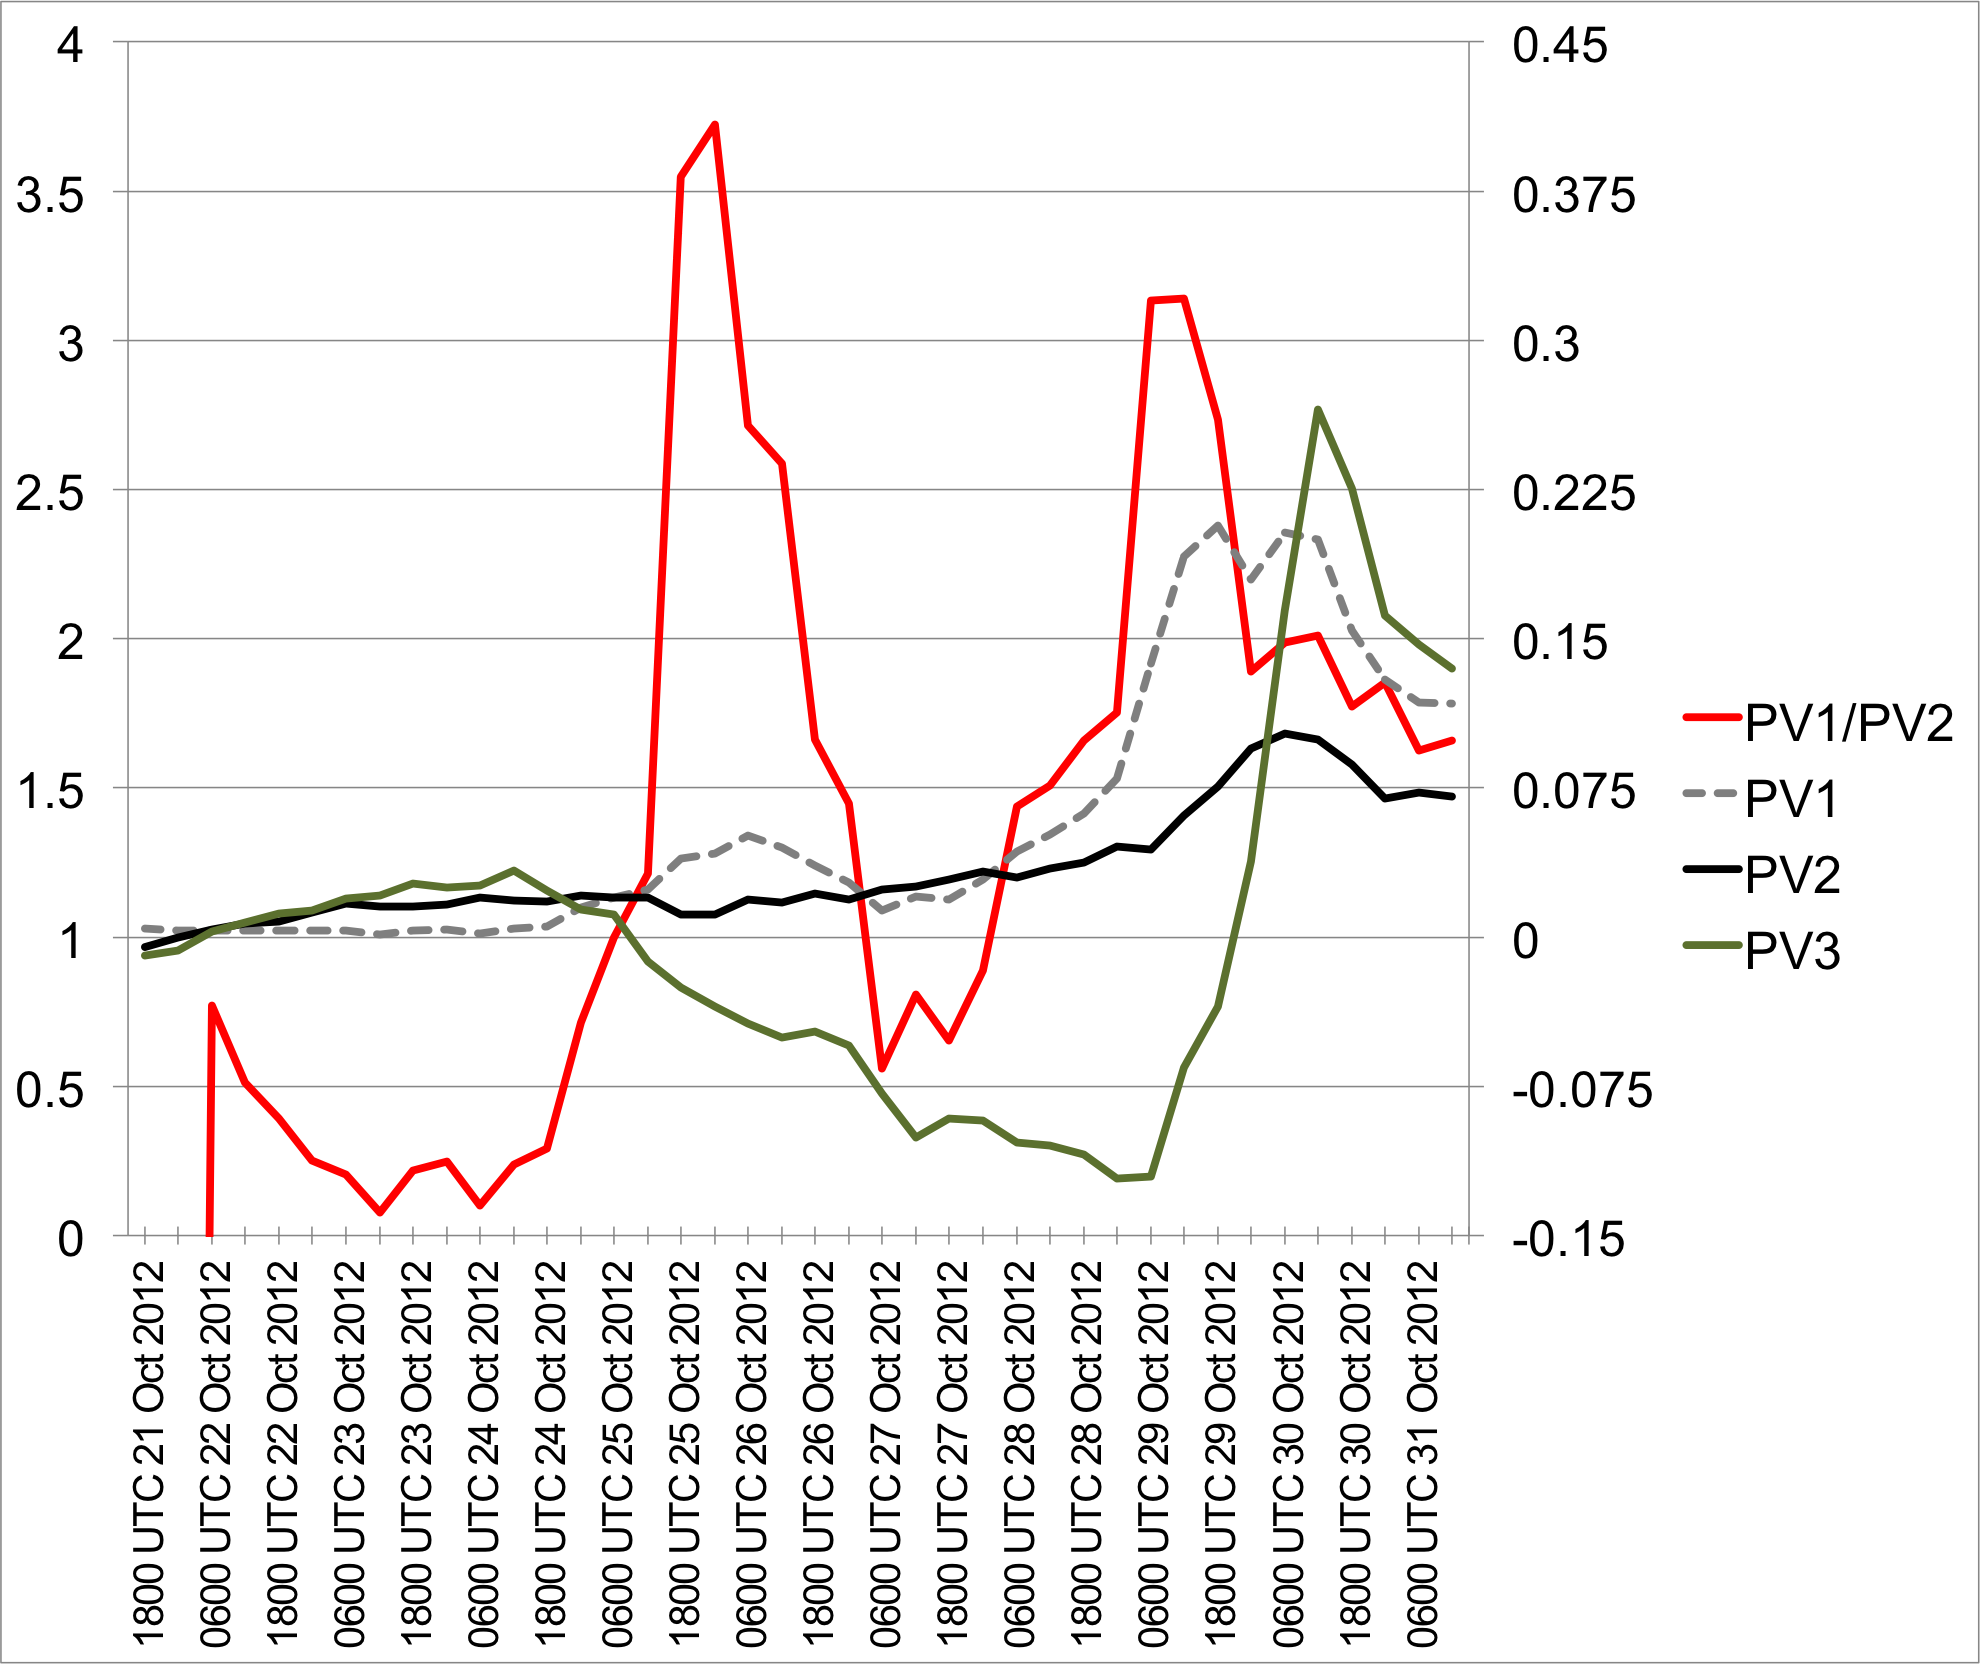 4
3.5
3
2.5
2
1.5
1
0.5
0
0.45
0.375
0.3
0.225
0.15
0.075
0
-0.075
-0.15
PV1/PV2
PV1
PV2
PV3
1800 UTC 21 Oct 2012
0600 UTC 22 Oct 2012
1800 UTC 22 Oct 2012
0600 UTC 23 Oct 2012
1800 UTC 23 Oct 2012
0600 UTC 24 Oct 2012
1800 UTC 24 Oct 2012
0600 UTC 25 Oct 2012
1800 UTC 25 Oct 2012
0600 UTC 26 Oct 2012
1800 UTC 26 Oct 2012
0600 UTC 27 Oct 2012
1800 UTC 27 Oct 2012
0600 UTC 28 Oct 2012
1800 UTC 28 Oct 2012
0600 UTC 29 Oct 2012
1800 UTC 29 Oct 2012
0600 UTC 30 Oct 2012
1800 UTC 30 Oct 2012
0600 UTC 31 Oct 2012